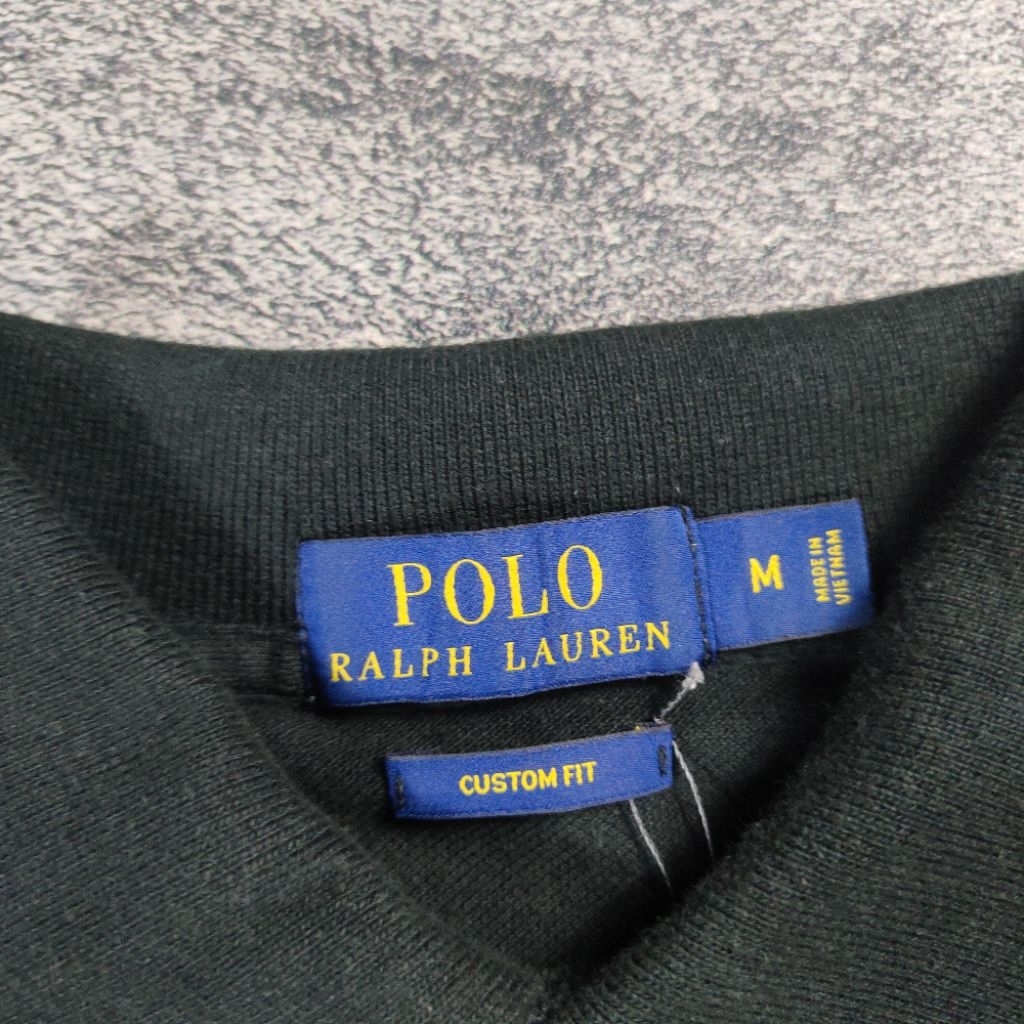 POLO
RALPH LAUREN
M
MADE IN
VIETNAM
CUSTOM FIT